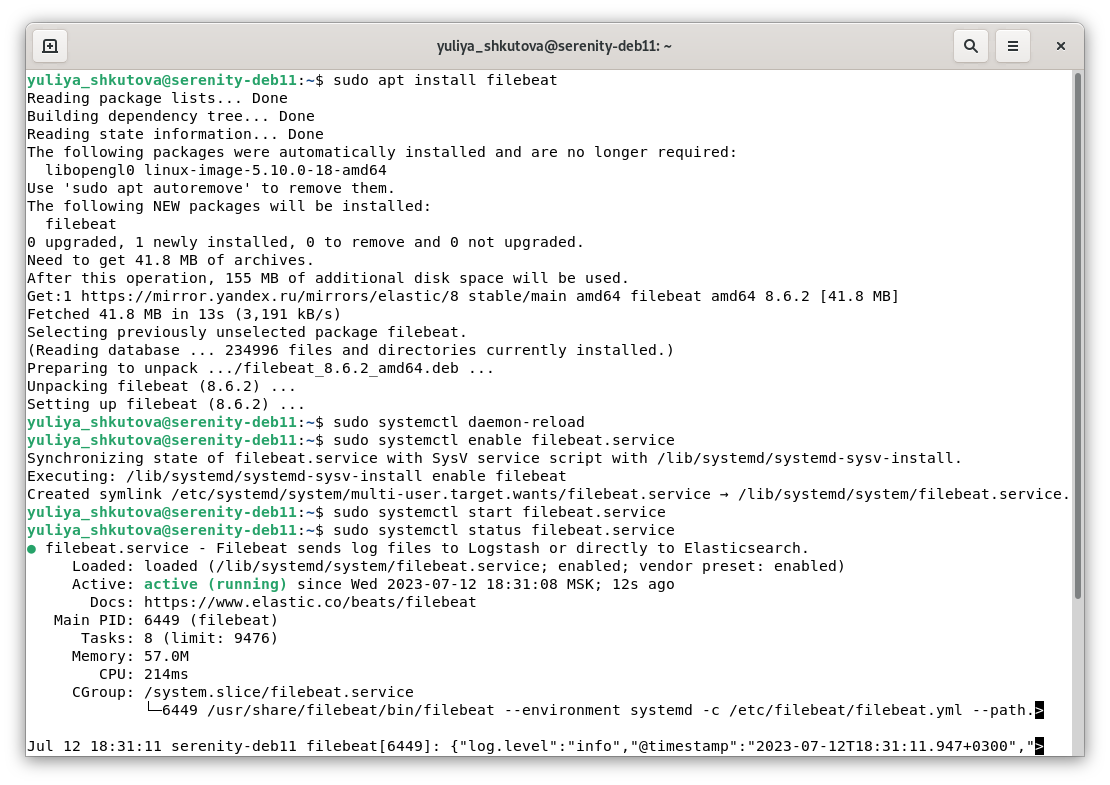 yuliya_shkutova@serenity-deb11: ~
yuliya_shkutova@serenity-deb11:~$ sudo apt install filebeat
Reading package lists... Done
Building dependency tree... Done
Reading state information... Done
The following packages were automatically installed and are no longer required:
  libopengl0 linux-image-5.10.0-18-amd64
Use 'sudo apt autoremove' to remove them.
The following NEW packages will be installed:
  filebeat
0 upgraded, 1 newly installed, 0 to remove and 0 not upgraded.
Need to get 41.8 MB of archives.
After this operation, 155 MB of additional disk space will be used.
Get:1 https://mirror.yandex.ru/mirrors/elastic/8 stable/main amd64 filebeat amd64 8.6.2 [41.8 MB]
Fetched 41.8 MB in 13s (3,191 kB/s)
Selecting previously unselected package filebeat.
(Reading database ... 234996 files and directories currently installed.)
Preparing to unpack .../filebeat_8.6.2_amd64.deb ...
Unpacking filebeat (8.6.2) ...
Setting up filebeat (8.6.2) ...
yuliya_shkutova@serenity-deb11:~$ sudo systemctl daemon-reload
yuliya_shkutova@serenity-deb11:~$ sudo systemctl enable filebeat.service
Synchronizing state of filebeat.service with SysV service script with /lib/systemd/systemd-sysv-install.
Executing: /lib/systemd/systemd-sysv-install enable filebeat
Created symlink /etc/systemd/system/multi-user.target.wants/filebeat.service → /lib/systemd/system/filebeat.service.
yuliya_shkutova@serenity-deb11:~$ sudo systemctl start filebeat.service
yuliya_shkutova@serenity-deb11:~$ sudo systemctl status filebeat.service
● filebeat.service - Filebeat sends log files to Logstash or directly to Elasticsearch.
     Loaded: loaded (/lib/systemd/system/filebeat.service; enabled; vendor preset: enabled)
     Active: active (running) since Wed 2023-07-12 18:31:08 MSK; 12s ago
       Docs: https://www.elastic.co/beats/filebeat
   Main PID: 6449 (filebeat)
      Tasks: 8 (limit: 9476)
     Memory: 57.0M
        CPU: 214ms
     CGroup: /system.slice/filebeat.service
             └─6449 /usr/share/filebeat/bin/filebeat --environment systemd -c /etc/filebeat/filebeat.yml --path.>
Jul 12 18:31:11 serenity-deb11 filebeat[6449]: {"log.level":"info","@timestamp":"2023-07-12T18:31:11.947+0300",">